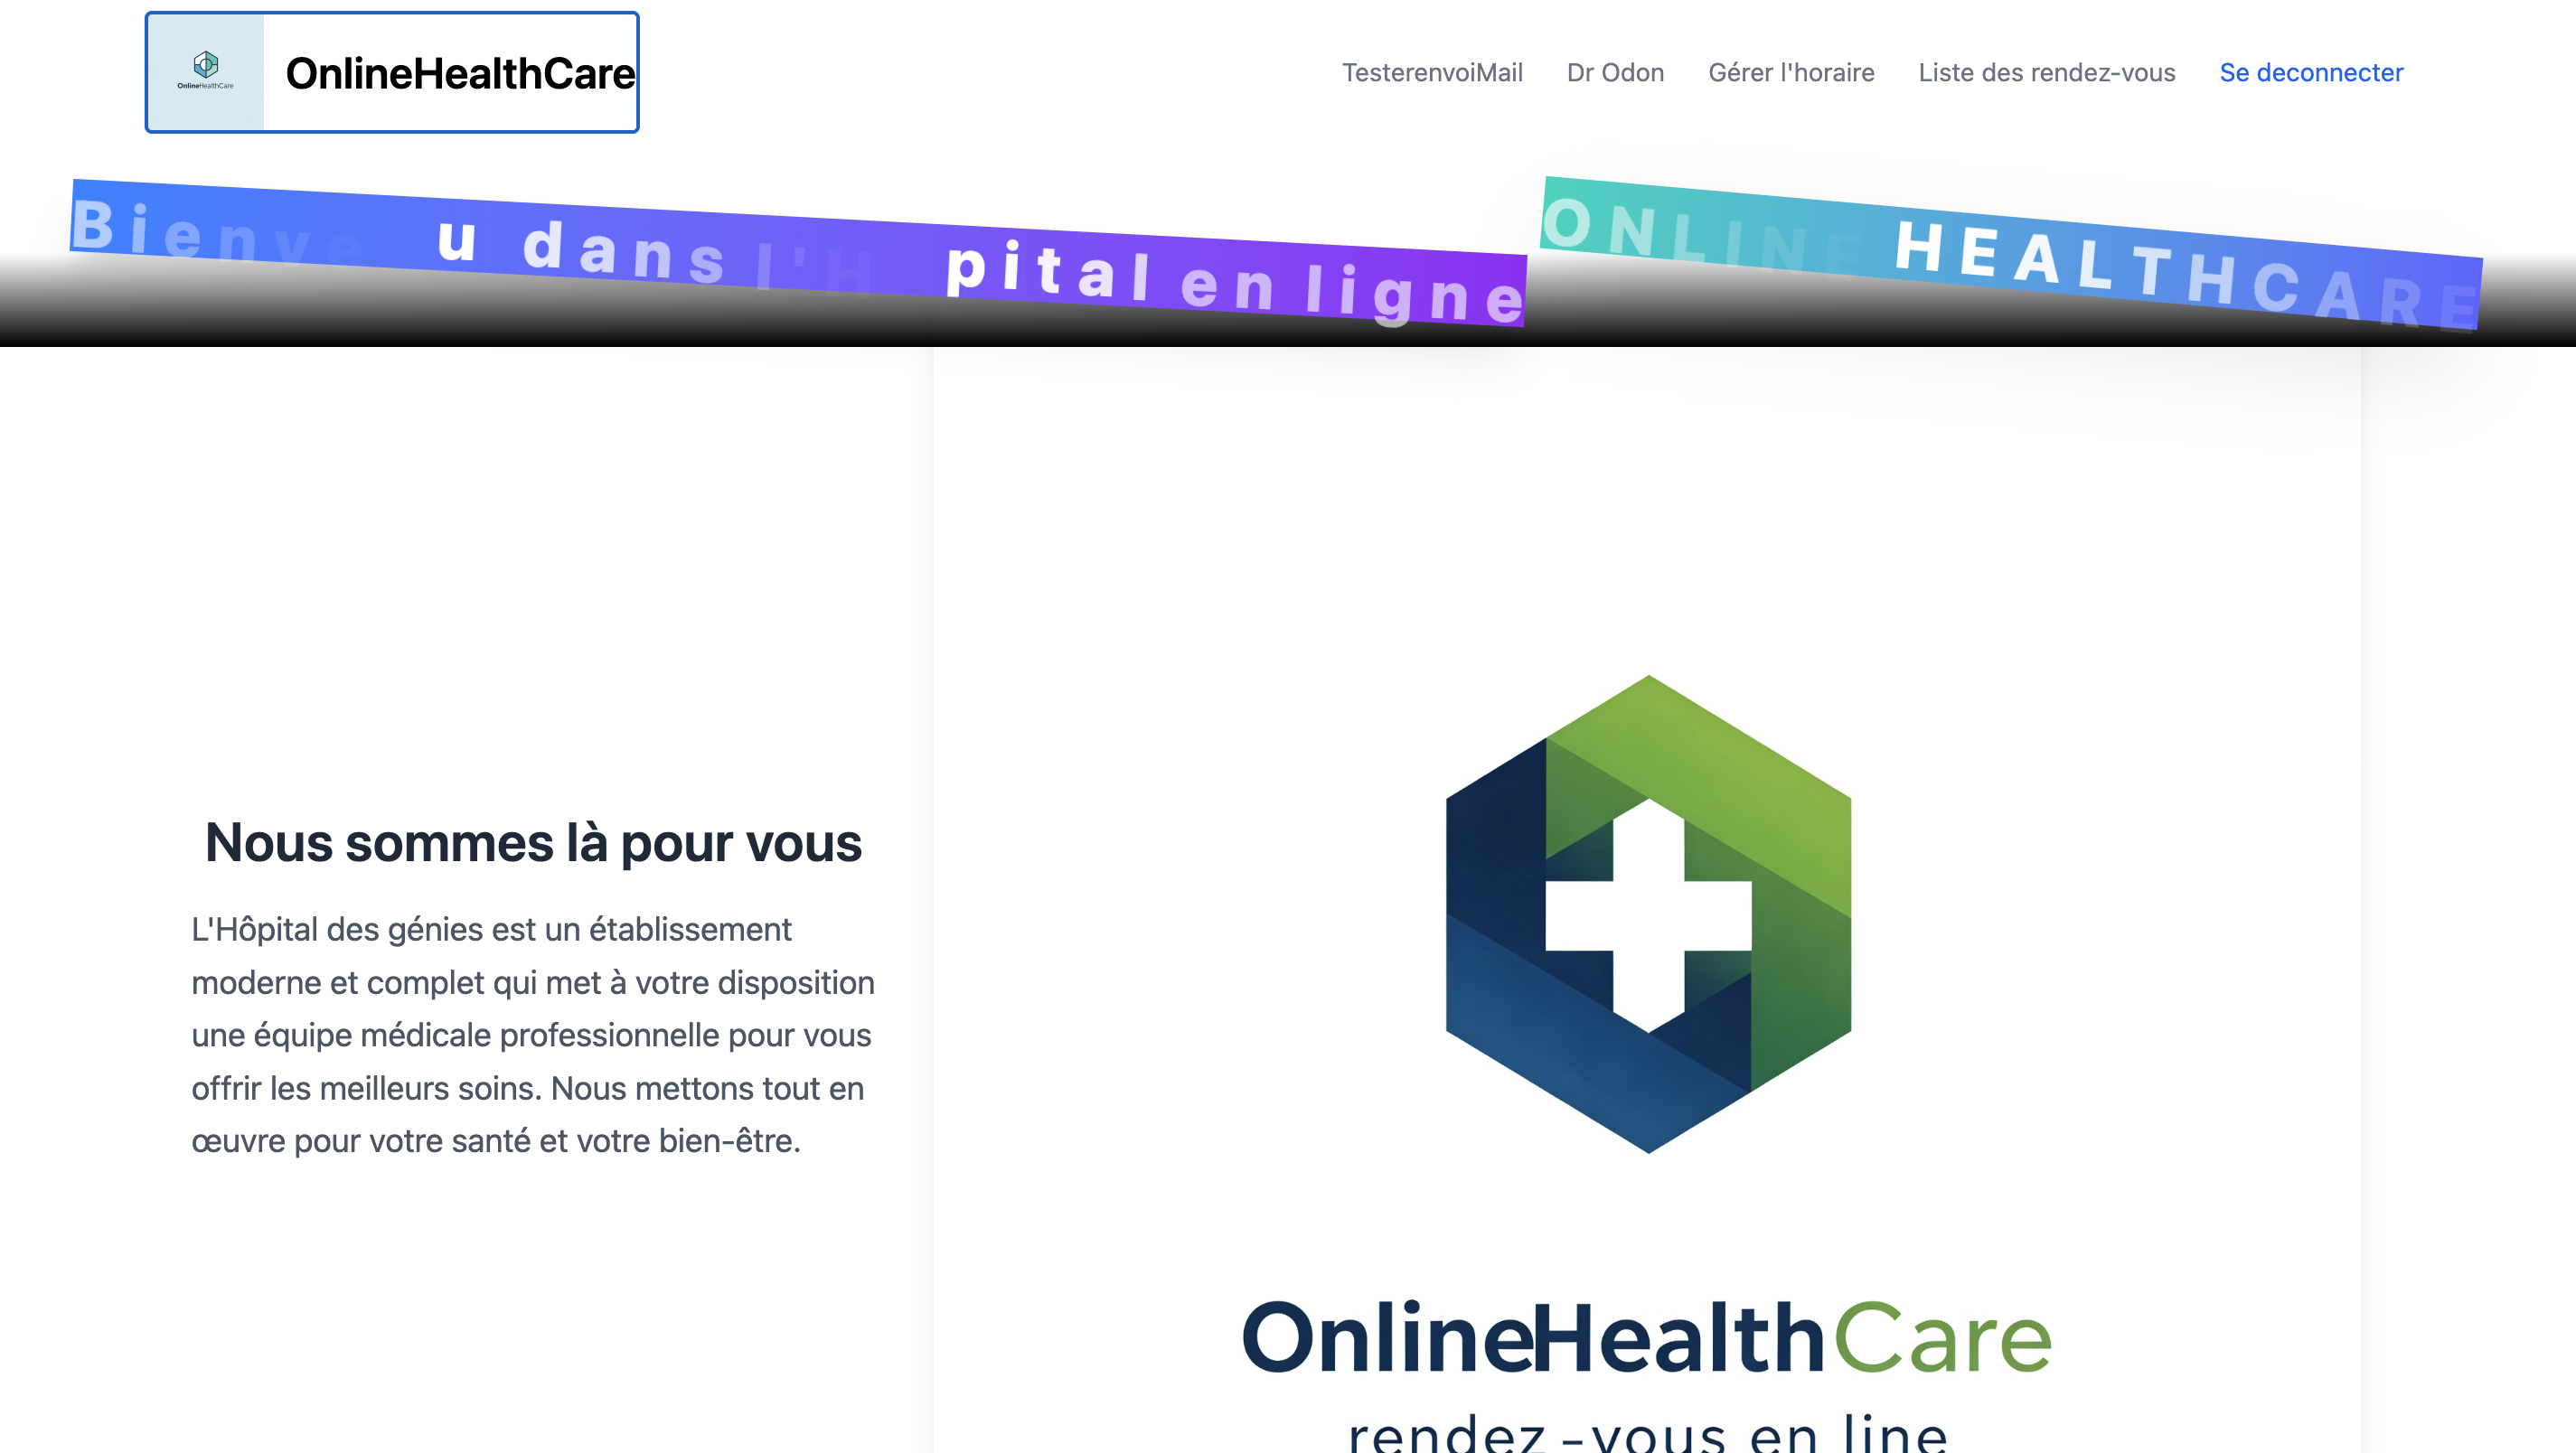 OnlineHealthCare
OnlineHealthCare
TesterenvoiMail
Dr Odon
Gérer l'horaire
Liste des rendez-vous
Se deconnecter
Bienve u dans l'H pital en ligne
ONLINE HEALTHCARE
Nous sommes là pour vous
L'Hôpital des génies est un établissement
moderne et complet qui met à votre disposition
une équipe médicale professionnelle pour vous
offrir les meilleurs soins. Nous mettons tout en
œuvre pour votre santé et votre bien-être.
OnlineHealthCare
rendez-vous en line